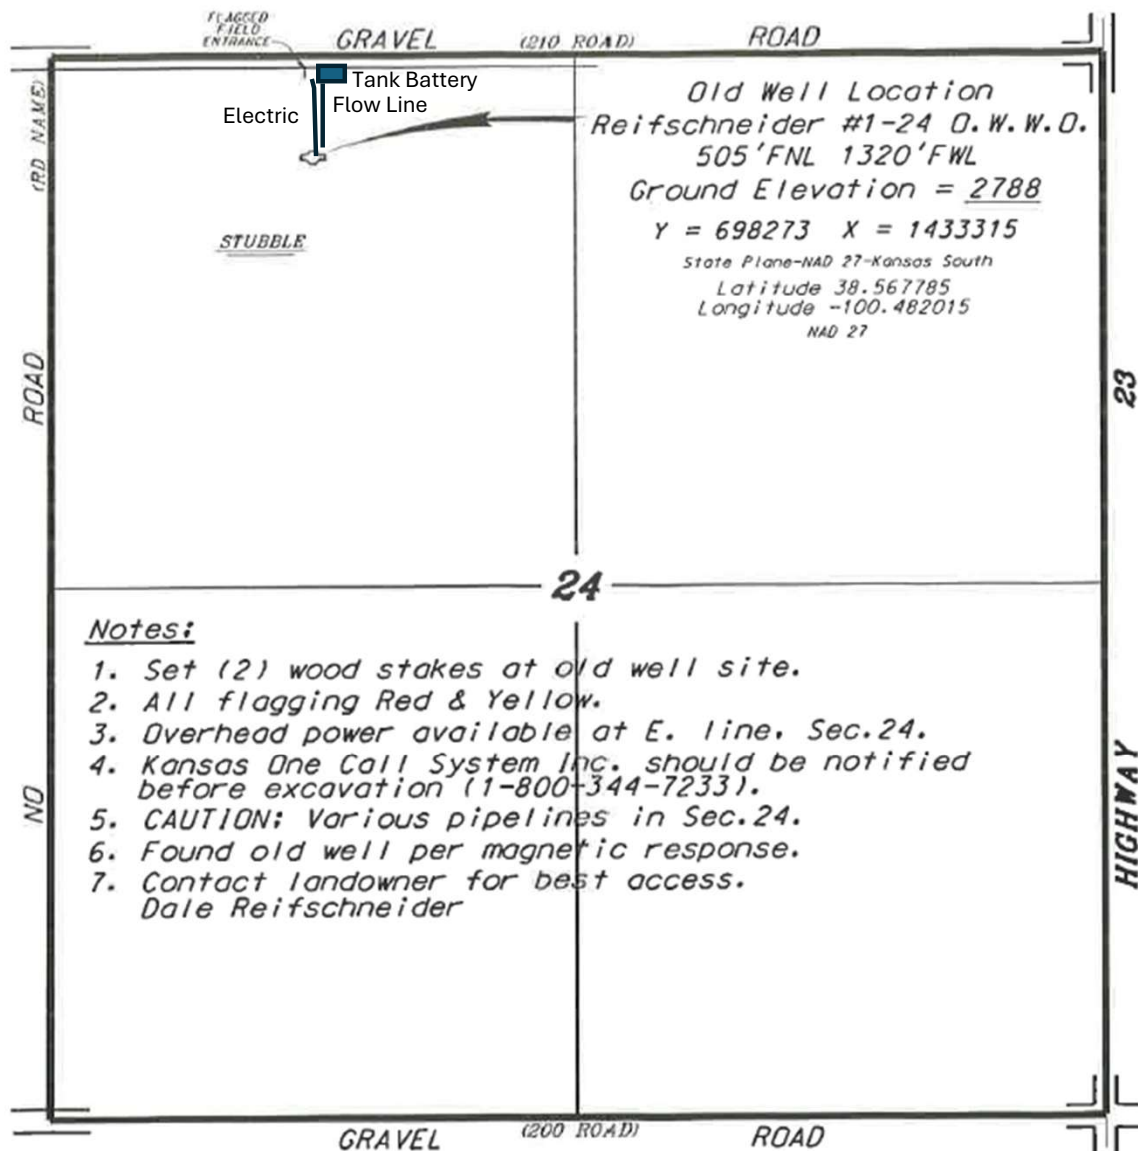 FLAGGED
FIELD
ENTRANCE
GRAVEL (210 ROAD) ROAD
Tank Battery
Flow Line
Electric
(RD NAME)
ROAD
NO
Old Well Location
Reifschneider #1-24 O.W.W.O.
505'FNL 1320'FWL
Ground Elevation = 2788
Y = 698273 X = 1433315
State Plane-NAD 27-Kansas South
Latitude 38.567785
Longitude -100.482015
NAD 27
STUBBLE
23
HIGHWAY
24
Notes:
1. Set (2) wood stakes at old well site.
2. All flagging Red & Yellow.
3. Overhead power available at E. line, Sec.24.
4. Kansas One Call System Inc. should be notified
before excavation (1-800-344-7233).
5. CAUTION: Various pipelines in Sec.24.
6. Found old well per magnetic response.
7. Contact landowner for best access.
Dale Reifschneider
GRAVEL (200 ROAD) ROAD